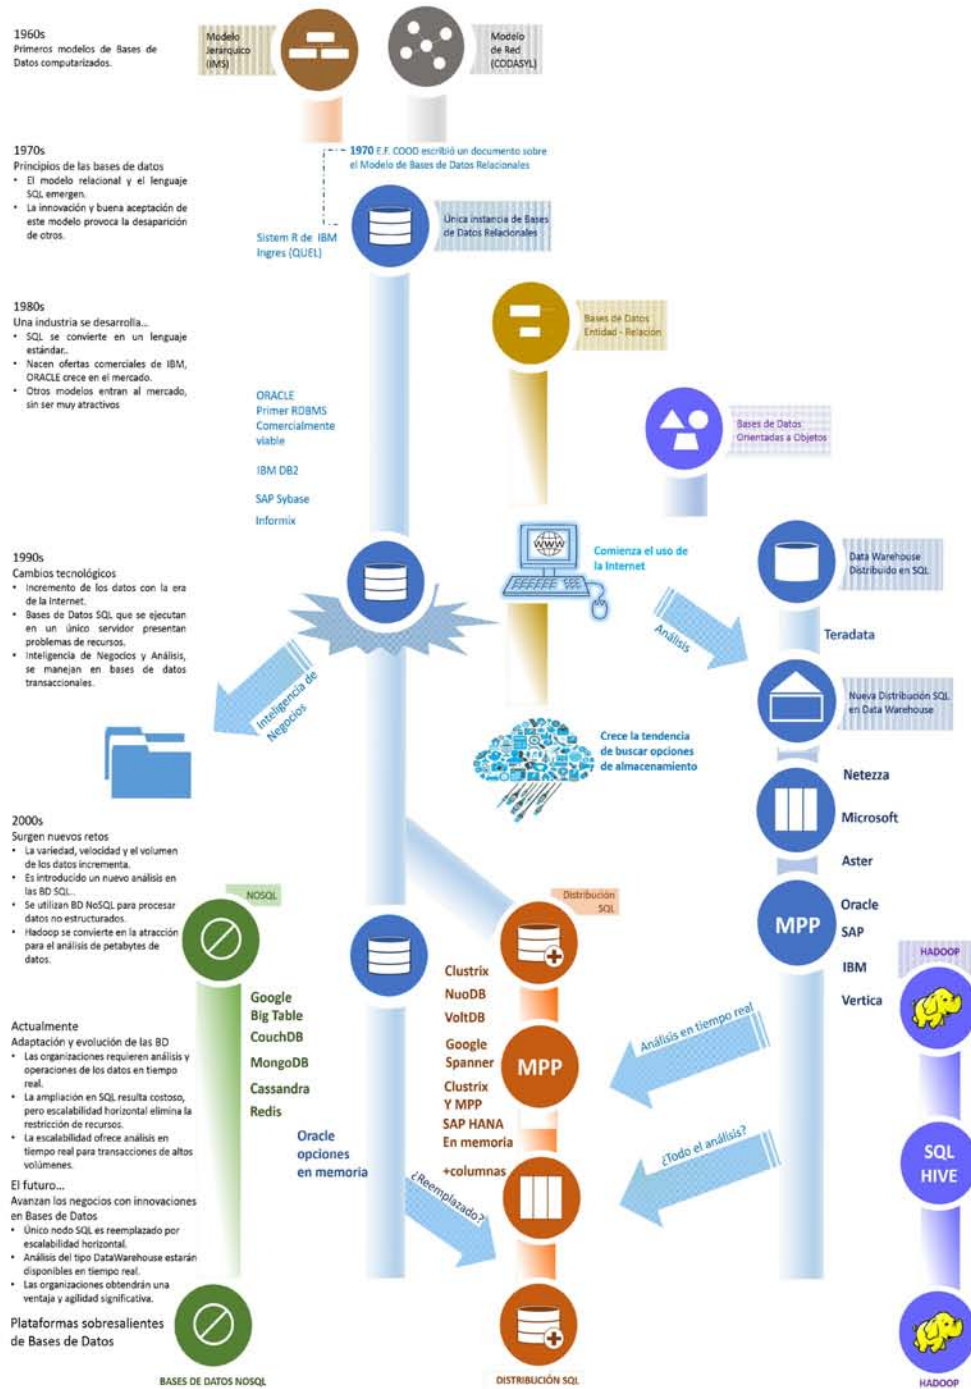 1960s
Primeros modelos de Bases de
Datos computarizados.
Modelo
Jerarquico
(IMS)
Modelo
de Red
(CODASYL)
1970s
Principios de las bases de datos
• El modelo relacional y el lenguaje
SQL emergen.
• La innovación y buena aceptación de
este modelo provoca la desaparición
de otros.
1970 E.F. COOD escribió un documento sobre
el Modelo de Bases de Datos Relacionales
Única instancia de Bases
de Datos Relacionales
Sistem R de IBM
Ingres (QUEL)
1980s
Una industria se desarrolla...
• SQL se convierte en un lenguaje
estándar..
• Nacen ofertas comerciales de IBM,
ORACLE crece en el mercado.
• Otros modelos entran al mercado,
sin ser muy atractivos
Bases de Datos
Entidad - Relación
ORACLE
Primer RDBMS
Comercialmente
viable
IBM DB2
SAP Sybase
Informix
Bases de Datos
Orientadas a Objetos
1990s
Cambios tecnológicos
• Incremento de los datos con la era
de la Internet.
• Bases de Datos SQL que se ejecutan
en un único servidor presentan
problemas de recursos.
• Inteligencia de Negocios y Análisis,
se manejan en bases de datos
transaccionales.
WWW
Comienza el uso de
la Internet
Data Warehouse
Distribuido en SQL
Análisis
Teradata
Inteligencia de
Negocios
Nueva Distribución SQL
en Data Warehouse
Crece la tendencia
de buscar opciones
de almacenamiento
Netezza
Microsoft
Aster
2000s
Surgen nuevos retos
• La variedad, velocidad y el volumen
de los datos incrementa.
• Es introducido un nuevo análisis en
las BD SQL..
• Se utilizan BD NoSQL para procesar
datos no estructurados.
• Hadoop se convierte en la atracción
para el análisis de petabytes de
datos.
NOSQL
Distribución
SQL
MPP
Oracle
SAP
IBM
Vertica
HADOOP
Google
Big Table
CouchDB
MongoDB
Cassandra
Redis
Clustrix
NuoDB
VoltDB
Google
Spanner
Clustrix
Y MPP
SAP HANA
En memoria
+columnas
MPP
Análisis en tiempo real
Actualmente
Adaptación y evolución de las BD
• Las organizaciones requieren análisis y
operaciones de los datos en tiempo
real.
• La ampliación en SQL resulta costoso,
pero escalabilidad horizontal elimina la
restricción de recursos.
• La escalabilidad ofrece análisis en
tiempo real para transacciones de altos
volúmenes.
Oracle
opciones
en memoria
¿Reemplazado?
¿Todo el análisis?
SQL
HIVE
El futuro...
Avanzan los negocios con innovaciones
en Bases de Datos
• Único nodo SQL es reemplazado por
escalabilidad horizontal.
• Análisis del tipo DataWarehouse estarán
disponibles en tiempo real.
• Las organizaciones obtendrán una
ventaja y agilidad significativa.
Plataformas sobresalientes
de Bases de Datos
BASES DE DATOS NOSQL
DISTRIBUCIÓN SQL
HADOOP